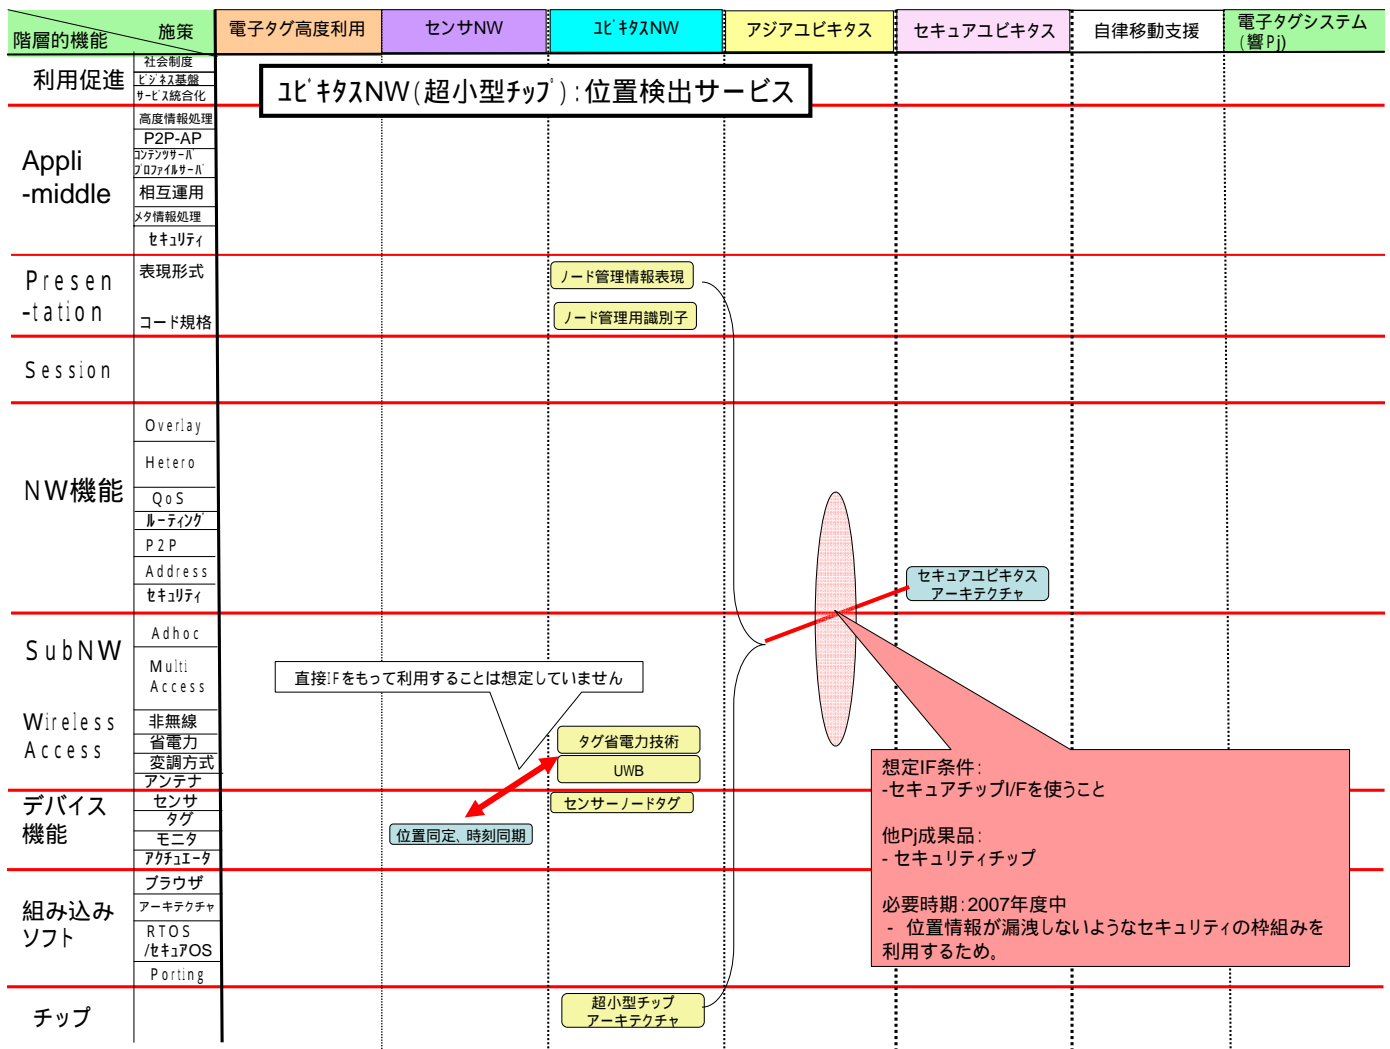 施策
階層的機能
電子タグ高度利用
センサNW
ﾕﾋﾞｷﾀｽNW
アジアユビキタス
セキュアユビキタス
自律移動支援
電子タグシステム
(響Pj)
ﾕﾋﾞｷﾀｽNW(超小型ﾁｯﾌﾟ):位置検出サービス
利用促進
社会制度
ﾋﾞｼﾞﾈｽ基盤
ｻｰﾋﾞｽ統合化
Appli
-middle
高度情報処理
P2P-AP
ｺﾝﾃﾝﾂｻｰﾊﾞ
ﾌﾟﾛﾌｧｲﾙｻｰﾊﾞ
相互運用
ﾒﾀ情報処理
ｾｷｭﾘﾃｨ
Presen
-tation
表現形式
コード規格
ノード管理情報表現
ノード管理用識別子
Session
NW機能
Overlay
Hetero
QoS
ﾙｰﾃｨﾝｸﾞ
P2P
Address
ｾｷｭﾘﾃｨ
セキュアユビキタス
アーキテクチャ
SubNW
Adhoc
Multi
Access
直接IFをもって利用することは想定していません
Wireless
Access
非無線
省電力
変調方式
アンテナ
タグ省電力技術
UWB
デバイス
機能
センサ
タグ
モニタ
ｱｸﾁｭｴｰﾀ
センサーノードタグ
位置同定、時刻同期
想定IF条件:
-セキュアチップI/Fを使うこと
他Pj成果品:
- セキュリティチップ
必要時期:2007年度中
- 位置情報が漏洩しないようなセキュリティの枠組みを
利用するため。
組み込み
ソフト
ブラウザ
アーキテクチャ
RTOS
/ｾｷｭｱOS
Porting
チップ
超小型チップ
アーキテクチャ